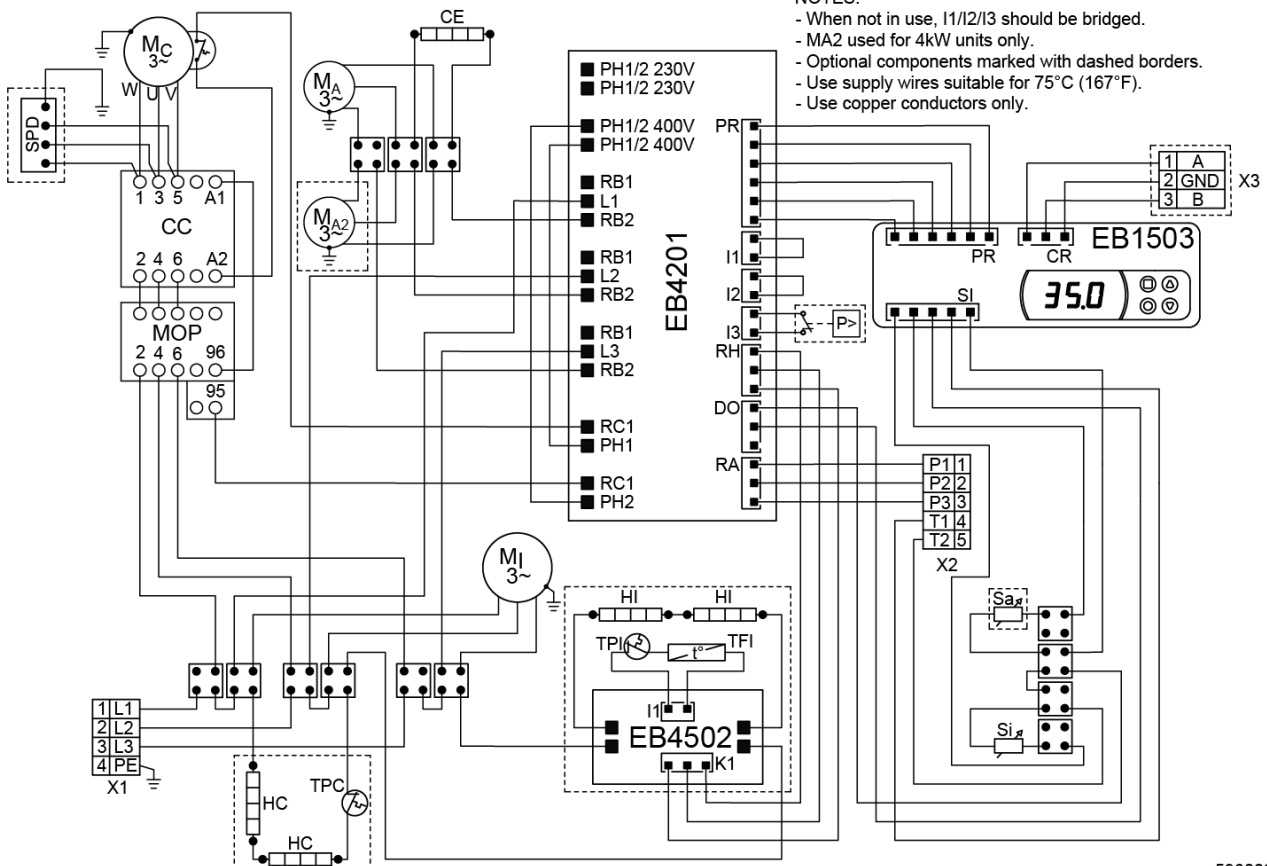 NOTES:
- When not in use, I1/I2/I3 should be bridged.
- MA2 used for 4kW units only.
- Optional components marked with dashed borders.
- Use supply wires suitable for 75°C (167°F).
- Use copper conductors only.
CE
MC
3~
W U V
SPD
1 3 5 A1
CC
2 4 6 A2
MOP
2 4 6 96
95
MA
3~
MA2
3~
EB4201
PH1/2 230V
PH1/2 230V
PH1/2 400V
PH1/2 400V
RB1
L1
RB2
RB1
L2
RB2
RB1
L3
RB2
RC1
PH1
RC1
PH2
PR
I1
I2
I3
RH
DO
RA
P>
EB1503
PR
CR
SI
35.0
1 A
2 GND
3 B
X3
P1 1
P2 2
P3 3
T1 4
T2 5
X2
Sa
Si
MI
3~
HI
HI
TPI
t°
TFI
I1
EB4502
K1
1 L1
2 L2
3 L3
4 PE
X1
HC
TPC
HC